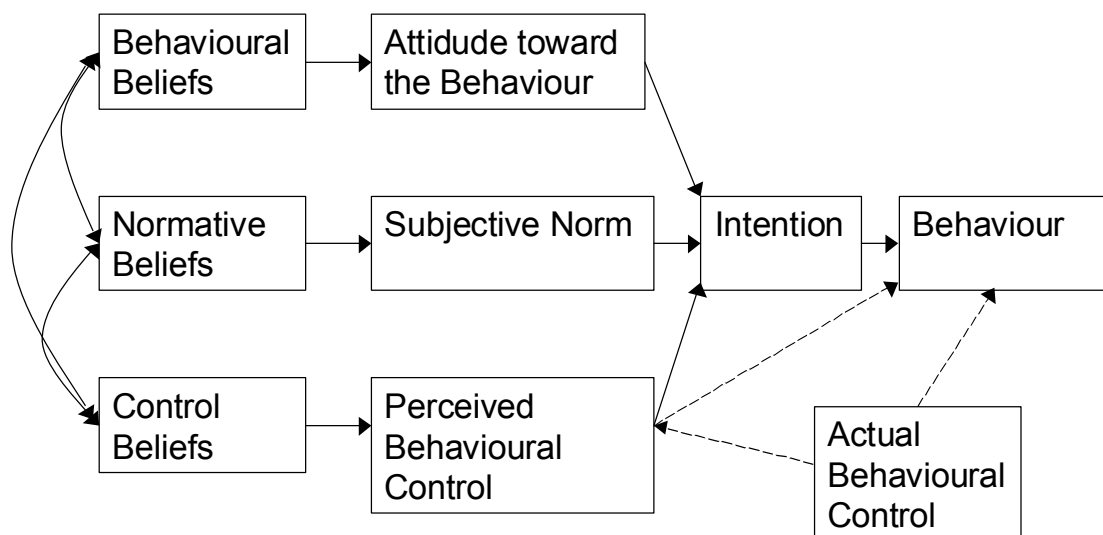 Behavioural
Beliefs
Attidude toward
the Behaviour
Normative
Beliefs
Subjective Norm
Intention
Behaviour
Control
Beliefs
Perceived
Behavioural
Control
Actual
Behavioural
Control